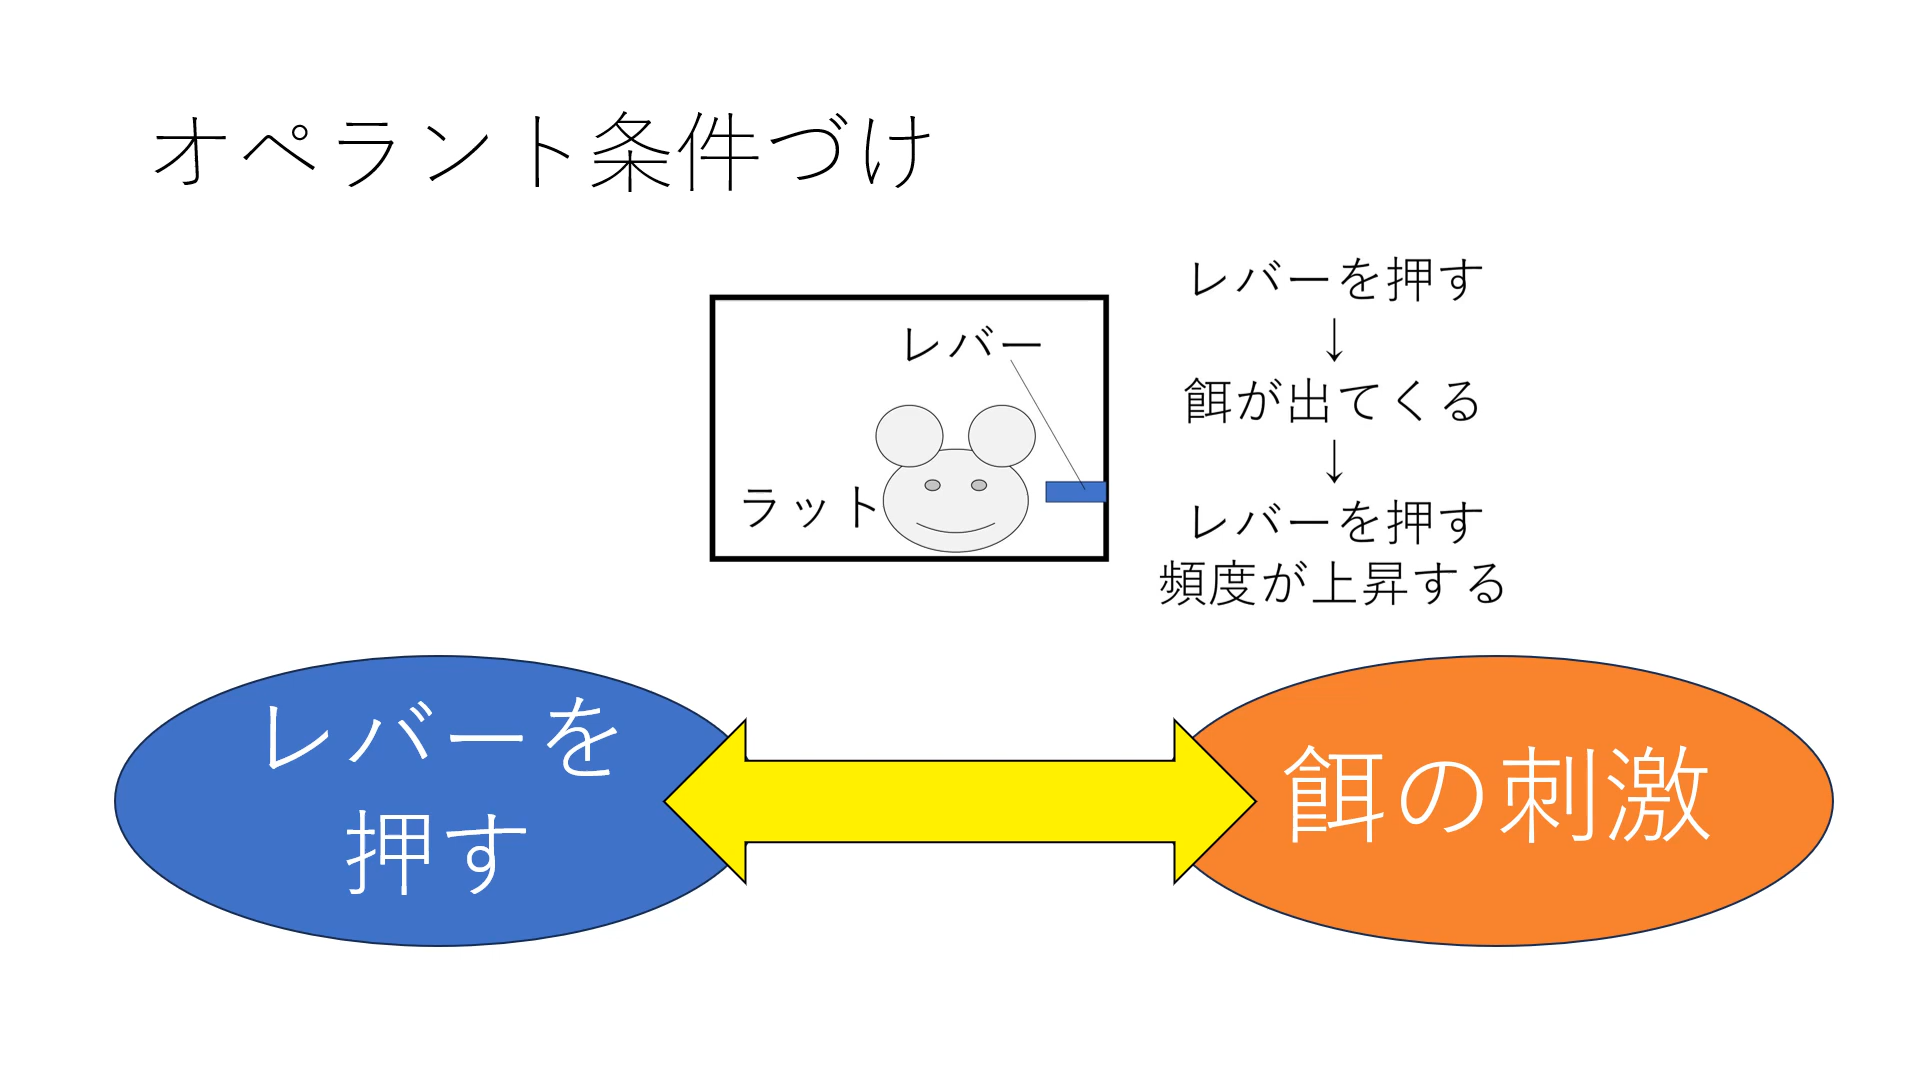 オペラント条件づけ
レバー
ラット
レバーを押す
↓
餌が出てくる
↓
レバーを押す
頻度が上昇する
レバーを
押す
餌の刺激